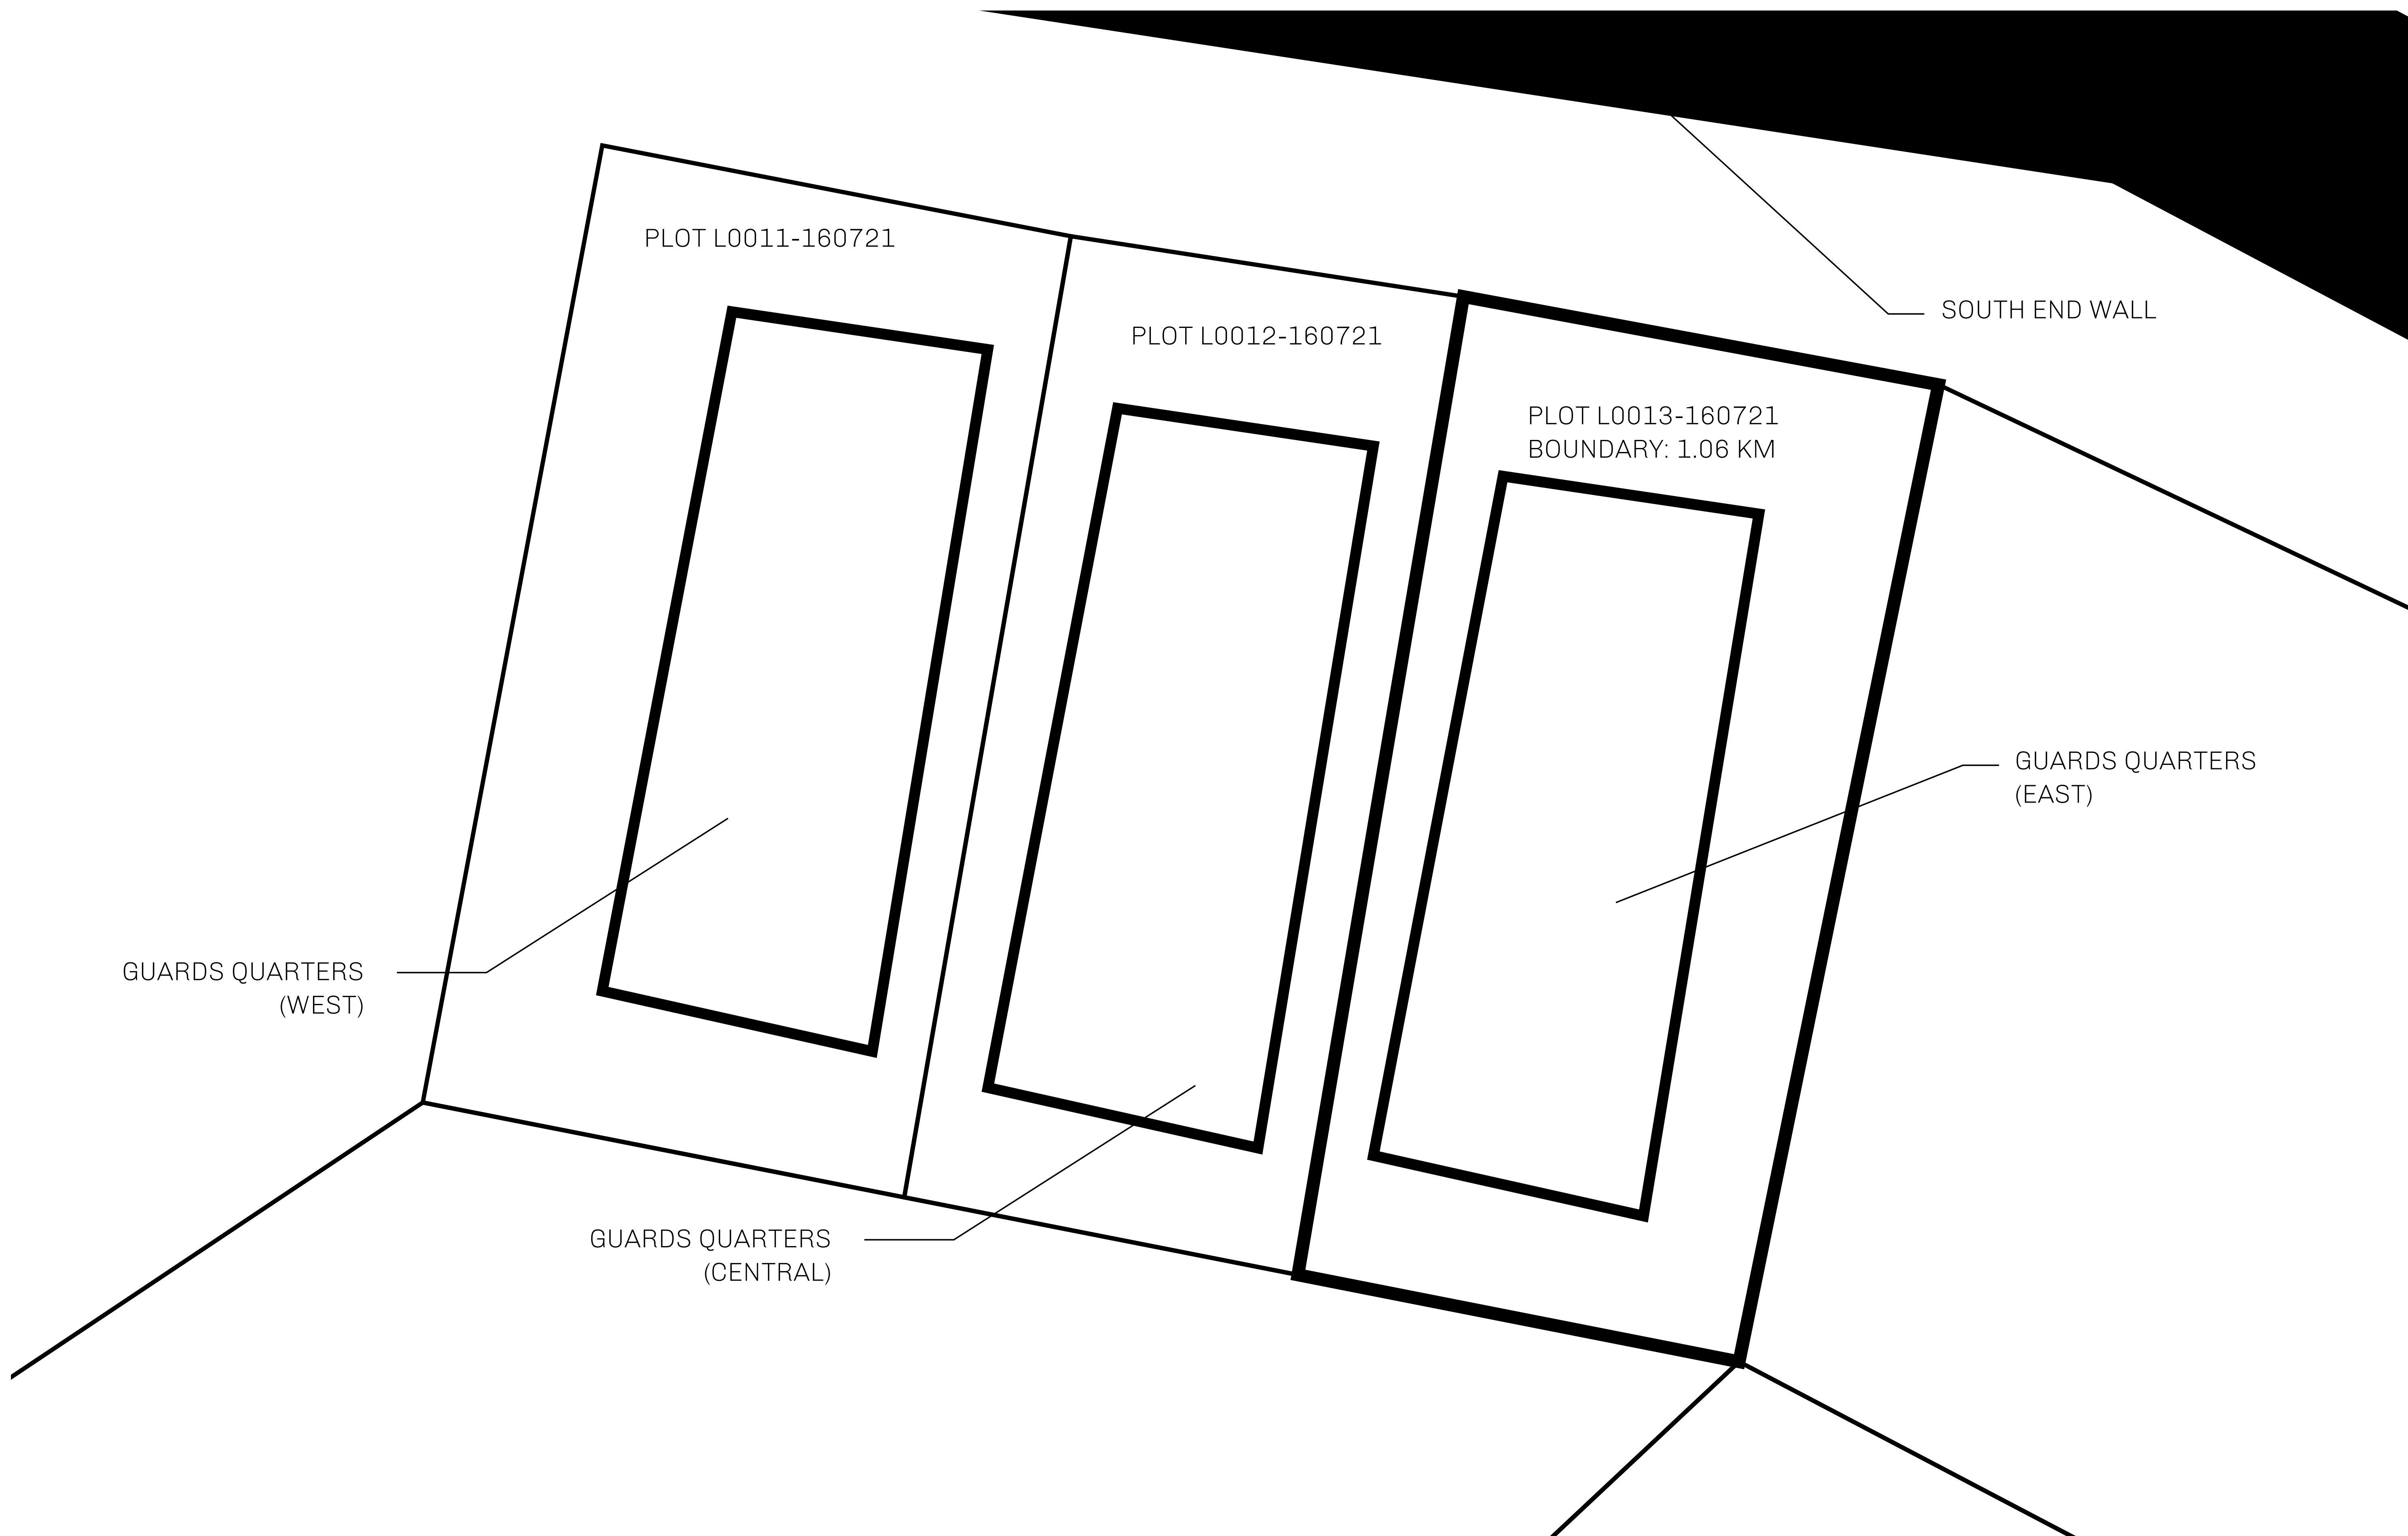 PLOT L0011-160721
SOUTH END WALL
PLOT L0012-160721
PLOT L0013-160721
BOUNDARY: 1.06 KM
GUARDS QUARTERS
(EAST)
GUARDS QUARTERS
(WEST)
GUARDS QUARTERS
(CENTRAL)